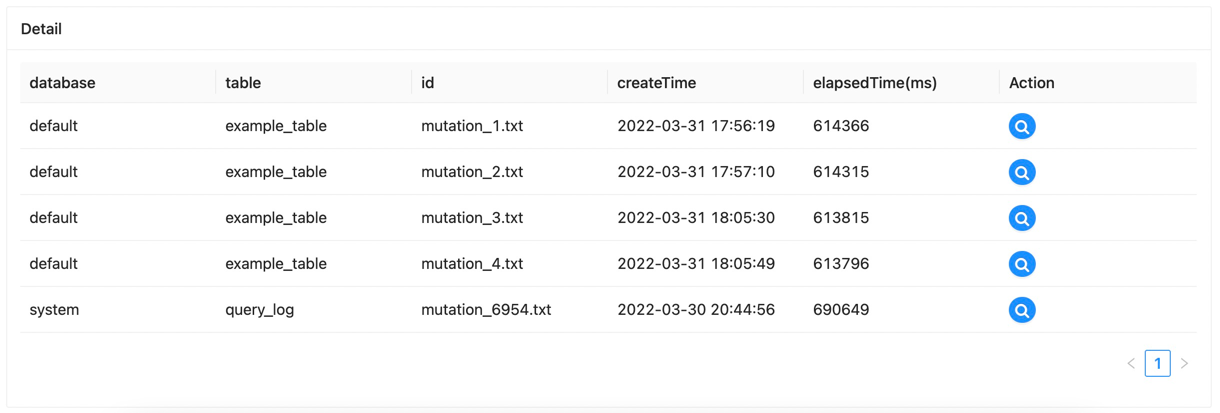 Detail
database table id createTime elapsedTime(ms) Action
default example_table mutation_1.txt 2022-03-31 17:56:19 614366
default example_table mutation_2.txt 2022-03-31 17:57:10 614315
default example_table mutation_3.txt 2022-03-31 18:05:30 613815
default example_table mutation_4.txt 2022-03-31 18:05:49 613796
system query_log mutation_6954.txt 2022-03-30 20:44:56 690649
1